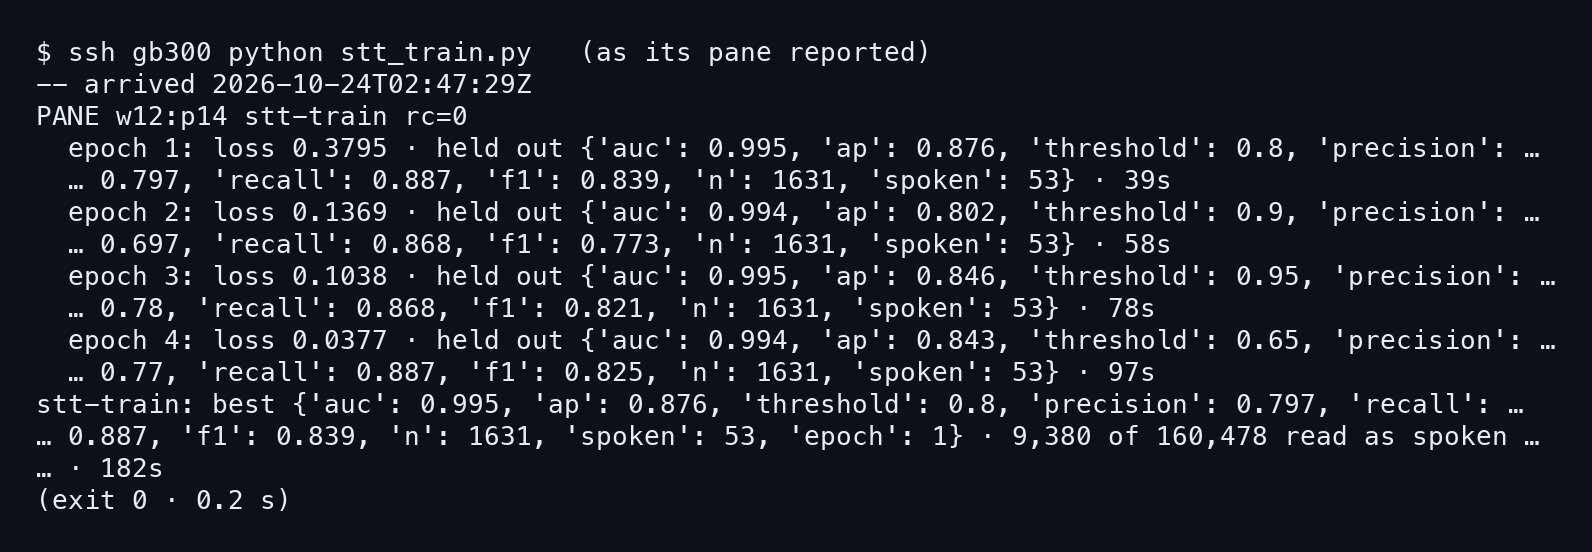 $ ssh gb300 python stt_train.py   (as its pane reported)
-- arrived 2026-10-24T02:47:29Z
PANE w12:p14 stt-train rc=0
  epoch 1: loss 0.3795 · held out {'auc': 0.995, 'ap': 0.876, 'threshold': 0.8, 'precision': …
  … 0.797, 'recall': 0.887, 'f1': 0.839, 'n': 1631, 'spoken': 53} · 39s
  epoch 2: loss 0.1369 · held out {'auc': 0.994, 'ap': 0.802, 'threshold': 0.9, 'precision': …
  … 0.697, 'recall': 0.868, 'f1': 0.773, 'n': 1631, 'spoken': 53} · 58s
  epoch 3: loss 0.1038 · held out {'auc': 0.995, 'ap': 0.846, 'threshold': 0.95, 'precision': …
  … 0.78, 'recall': 0.868, 'f1': 0.821, 'n': 1631, 'spoken': 53} · 78s
  epoch 4: loss 0.0377 · held out {'auc': 0.994, 'ap': 0.843, 'threshold': 0.65, 'precision': …
  … 0.77, 'recall': 0.887, 'f1': 0.825, 'n': 1631, 'spoken': 53} · 97s
stt-train: best {'auc': 0.995, 'ap': 0.876, 'threshold': 0.8, 'precision': 0.797, 'recall': …
… 0.887, 'f1': 0.839, 'n': 1631, 'spoken': 53, 'epoch': 1} · 9,380 of 160,478 read as spoken …
… · 182s
(exit 0 · 0.2 s)